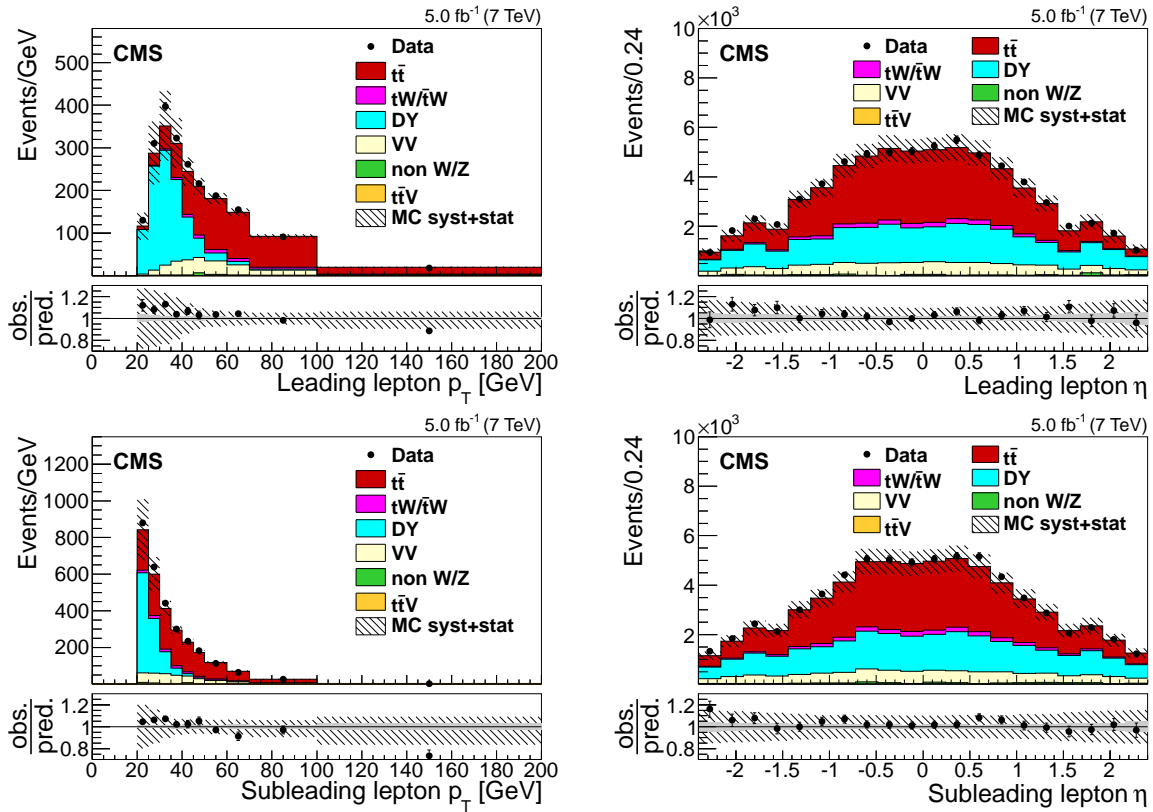 5.0 fb⁻¹ (7 TeV)
CMS
Events/GeV
500
400
300
200
100
Data
tt̄
tW/t̄W
DY
VV
non W/Z
tt̄V
MC syst+stat
obs.
pred.
1.2
1
0.8
0 20 40 60 80 100 120 140 160 180 200
Leading lepton p_T [GeV]
5.0 fb⁻¹ (7 TeV)
×10³
CMS
Events/0.24
10
8
6
4
2
0
Data
tt̄
tW/t̄W
DY
VV
non W/Z
tt̄V
MC syst+stat
obs.
pred.
1.2
1
0.8
-2 -1.5 -1 -0.5 0 0.5 1 1.5 2
Leading lepton η
5.0 fb⁻¹ (7 TeV)
CMS
Events/GeV
1200
1000
800
600
400
200
Data
tt̄
tW/t̄W
DY
VV
non W/Z
tt̄V
MC syst+stat
obs.
pred.
1.2
1
0.8
0 20 40 60 80 100 120 140 160 180 200
Subleading lepton p_T [GeV]
5.0 fb⁻¹ (7 TeV)
×10³
CMS
Events/0.24
10
8
6
4
2
0
Data
tt̄
tW/t̄W
DY
VV
non W/Z
tt̄V
MC syst+stat
obs.
pred.
1.2
1
0.8
-2 -1.5 -1 -0.5 0 0.5 1 1.5 2
Subleading lepton η